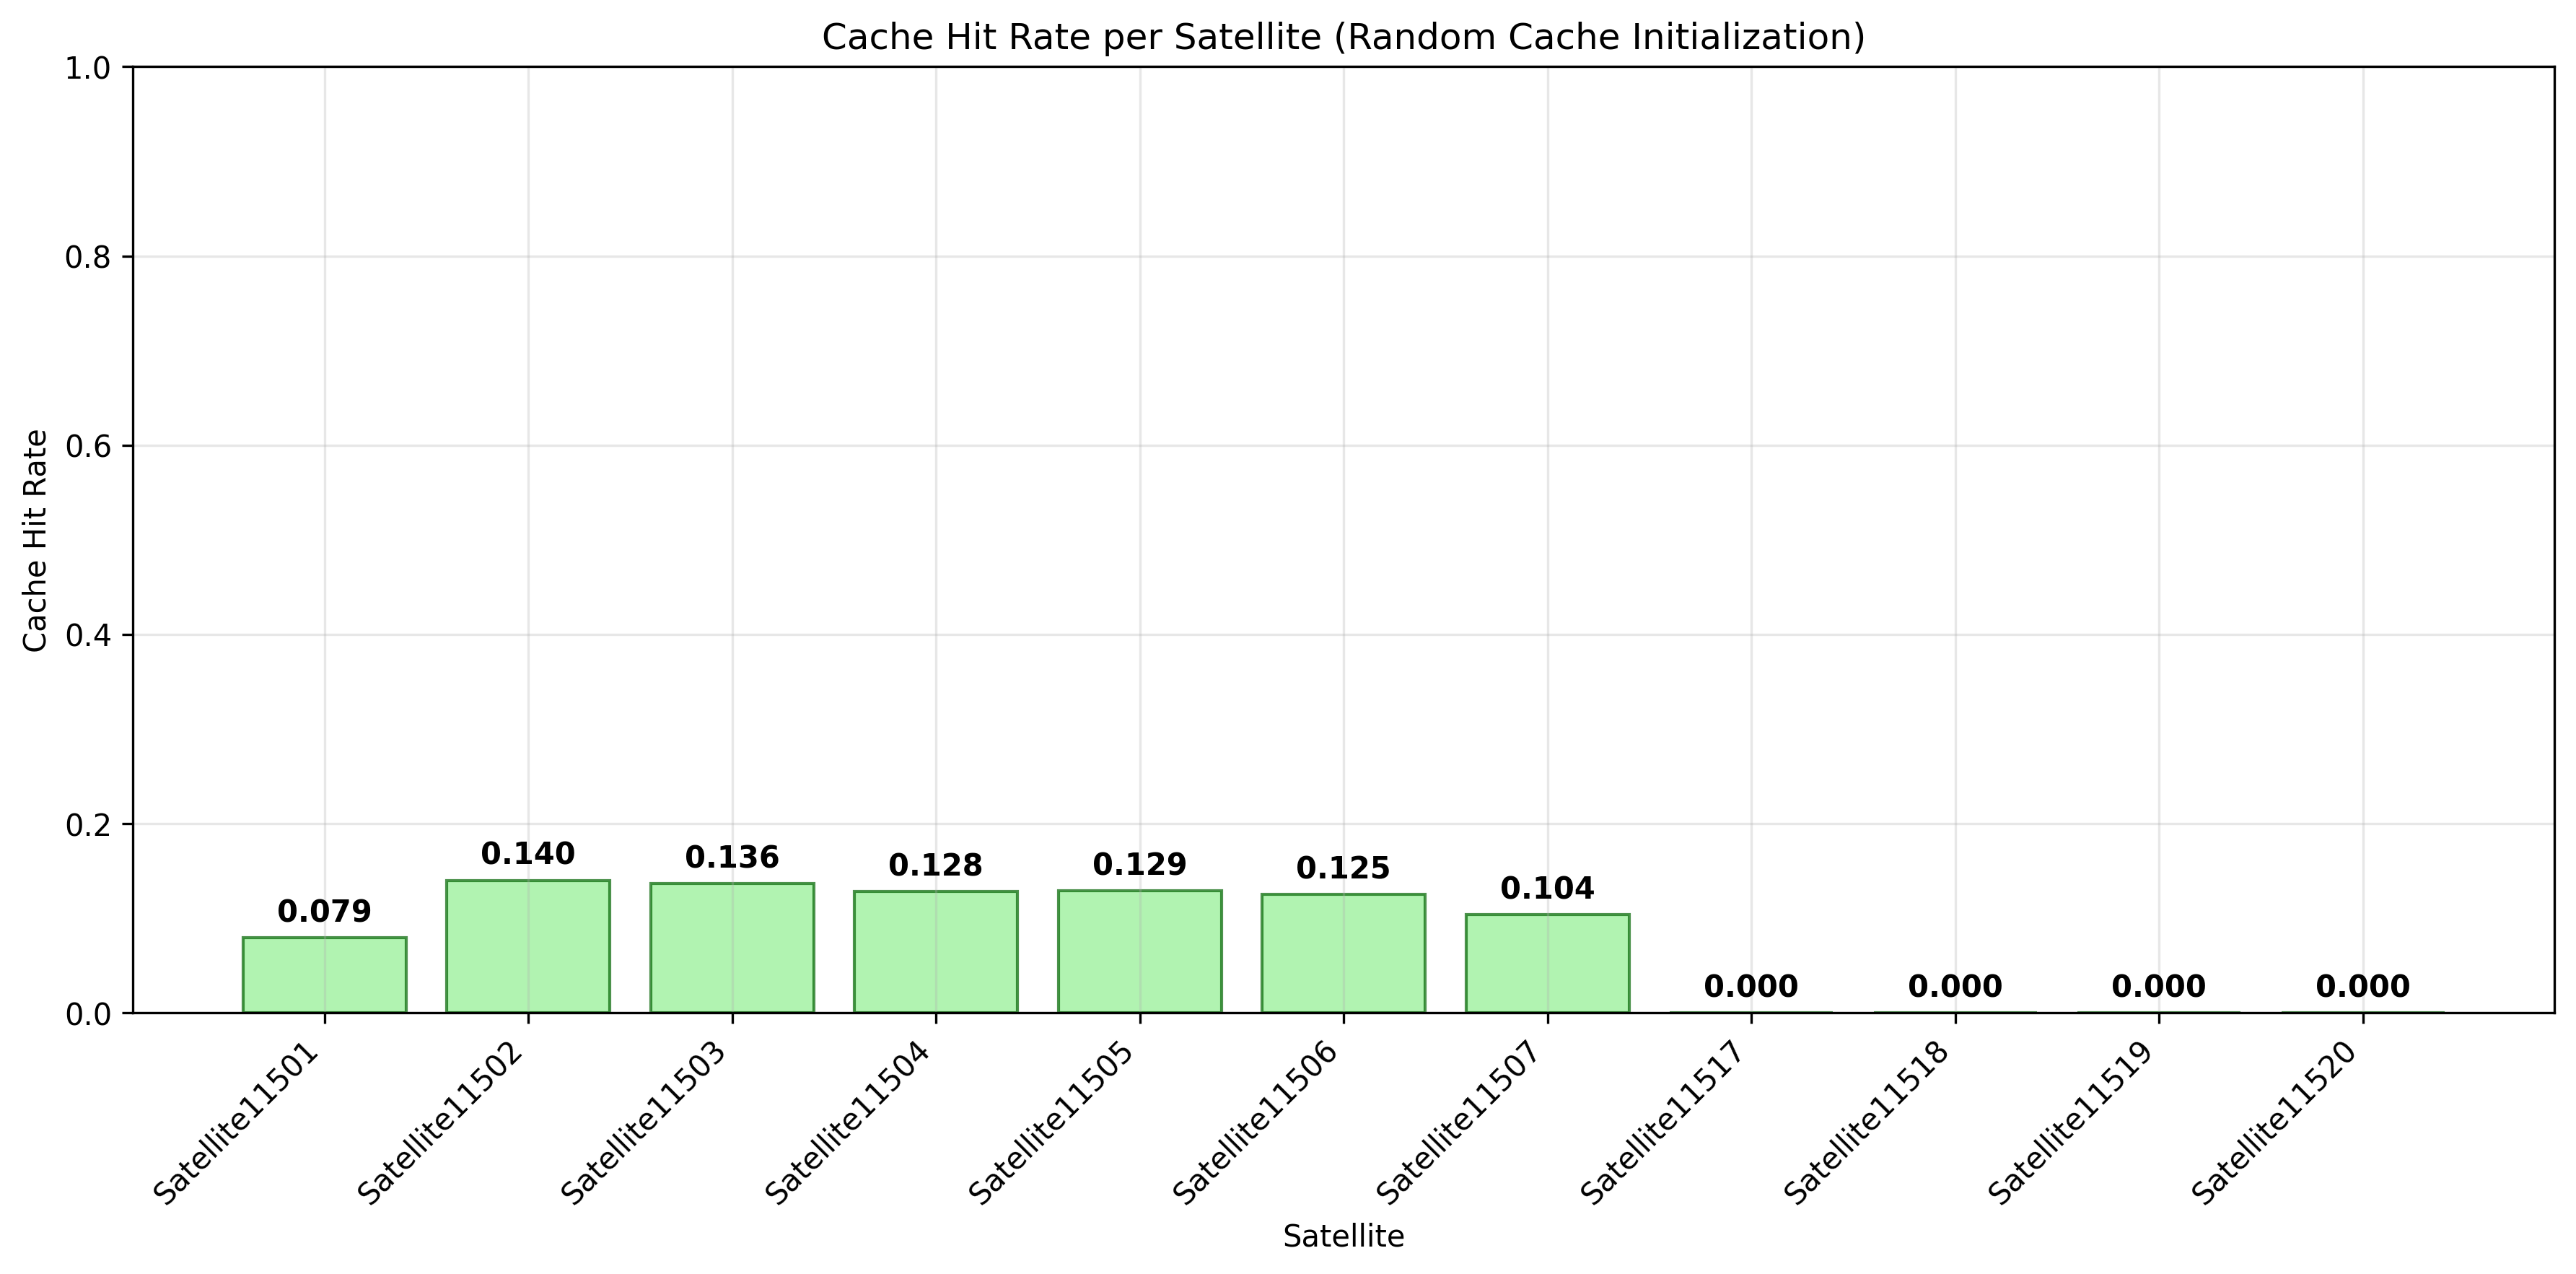 Cache Hit Rate per Satellite (Random Cache Initialization)
Cache Hit Rate
1.0
0.8
0.6
0.4
0.2
0.0
0.079
0.140
0.136
0.128
0.129
0.125
0.104
0.000
0.000
0.000
0.000
Satellite11501
Satellite11502
Satellite11503
Satellite11504
Satellite11505
Satellite11506
Satellite11507
Satellite11517
Satellite11518
Satellite11519
Satellite11520
Satellite